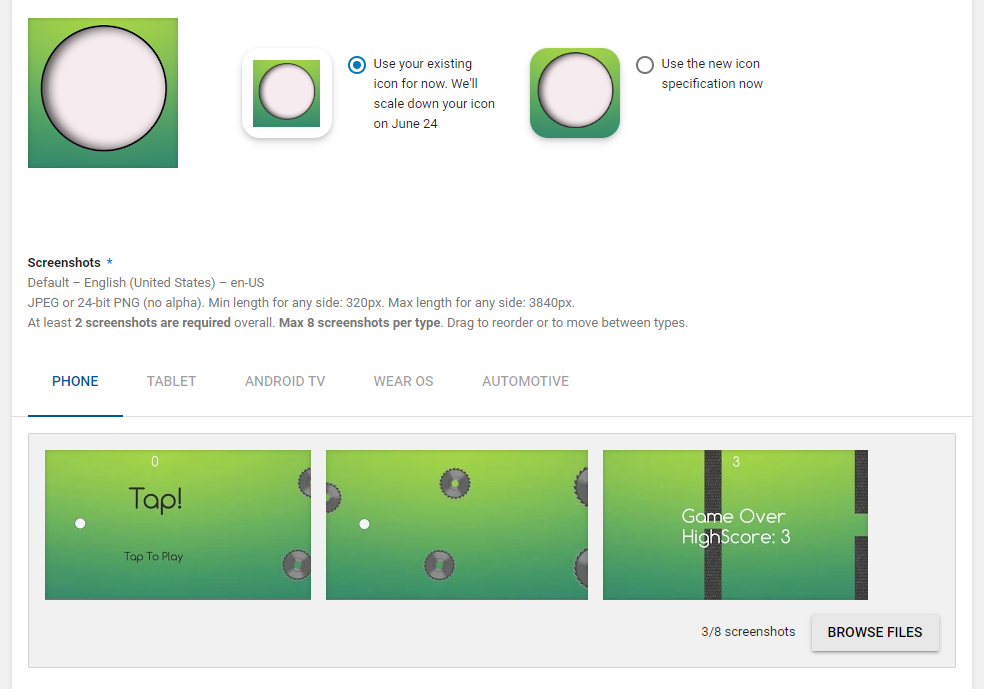 Use your existing
icon for now. We'll
scale down your icon
on June 24
Use the new icon
specification now
Screenshots *
Default – English (United States) – en-US
JPEG or 24-bit PNG (no alpha). Min length for any side: 320px. Max length for any side: 3840px.
At least 2 screenshots are required overall. Max 8 screenshots per type. Drag to reorder or to move between types.
PHONE TABLET ANDROID TV WEAR OS AUTOMOTIVE
0
Tap!
Tap To Play
3
Game Over
HighScore: 3
3/8 screenshots BROWSE FILES